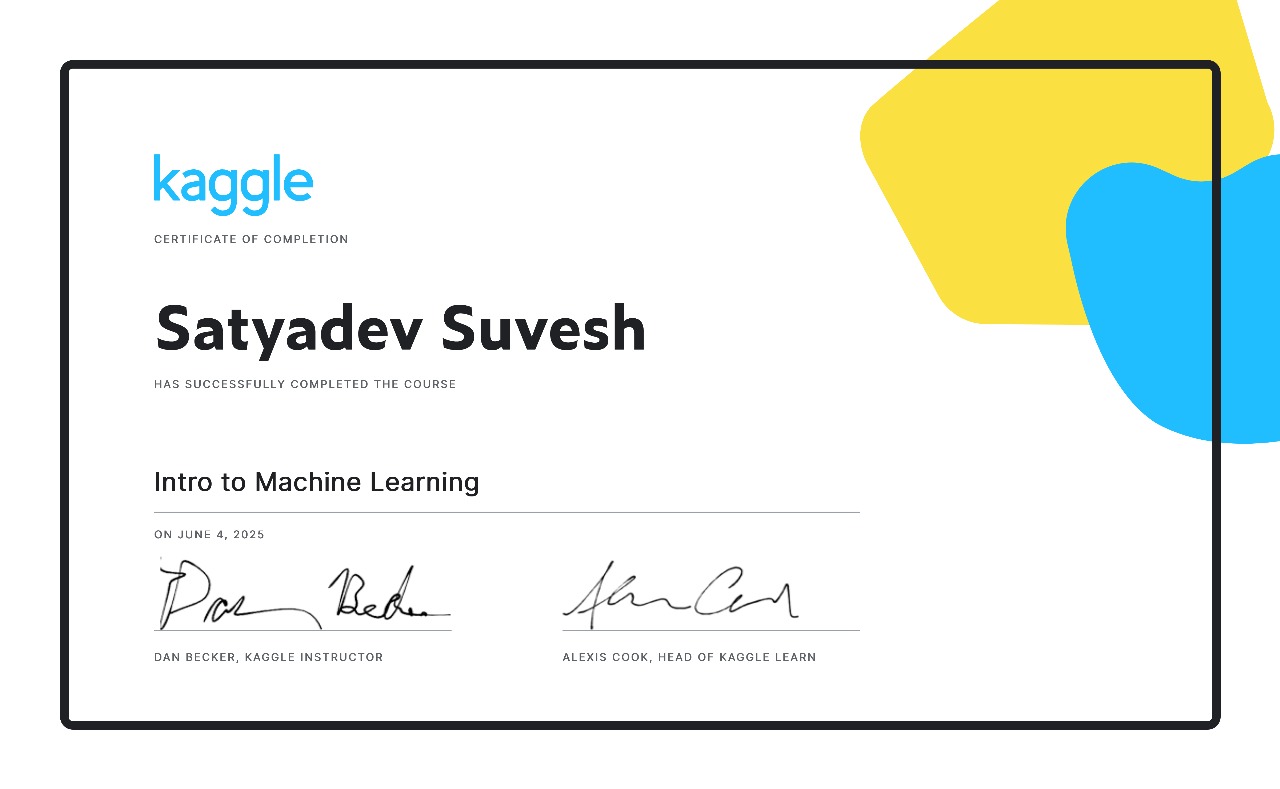 kaggle
CERTIFICATE OF COMPLETION
Satyadev Suvesh
HAS SUCCESSFULLY COMPLETED THE COURSE
Intro to Machine Learning
ON JUNE 4, 2025
Dan Becker
Alexis Cook
DAN BECKER, KAGGLE INSTRUCTOR
ALEXIS COOK, HEAD OF KAGGLE LEARN